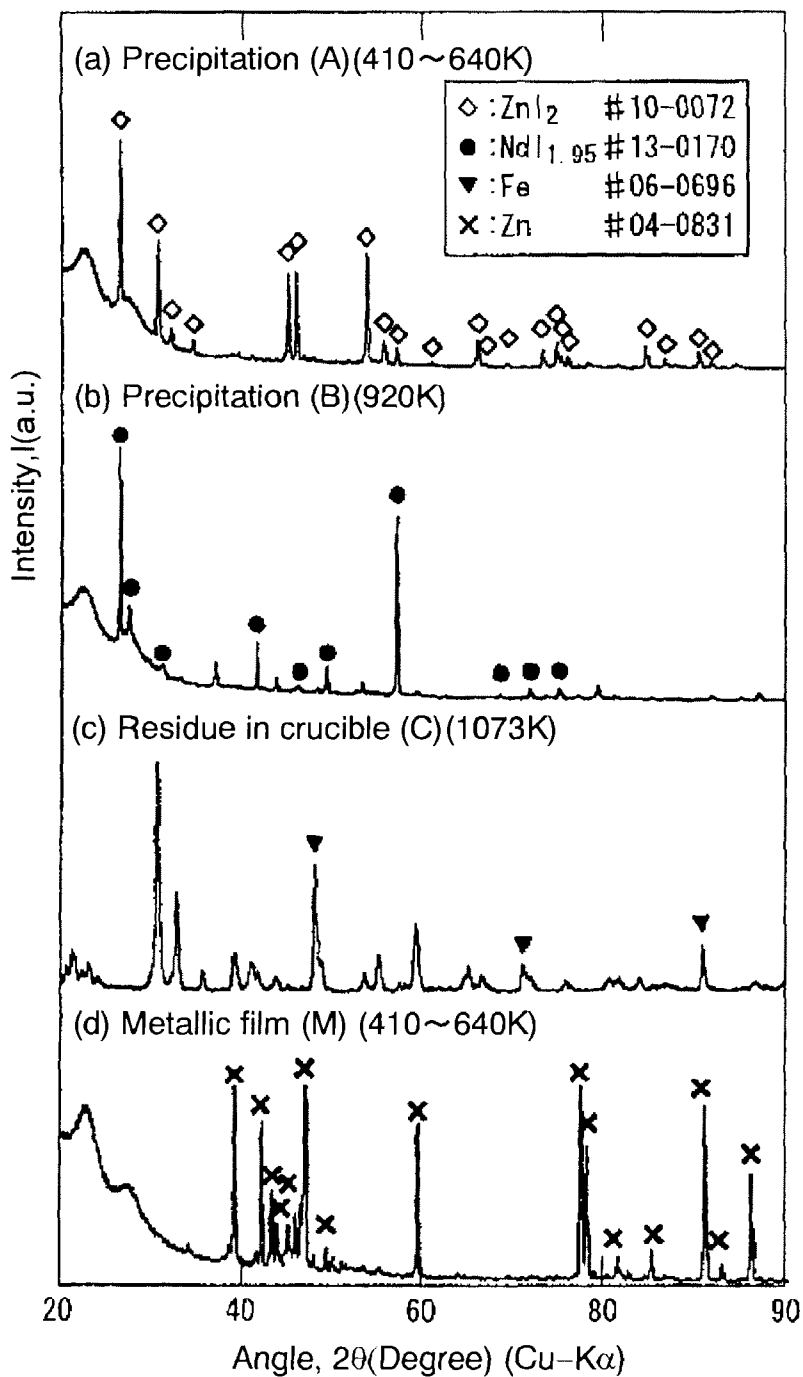 (a) Precipitation (A)(410～640K)
◇:ZnI2 #10-0072
●:NdI1.95 #13-0170
▼:Fe #06-0696
×:Zn #04-0831
(b) Precipitation (B)(920K)
Intensity,I(a.u.)
(c) Residue in crucible (C)(1073K)
(d) Metallic film (M) (410～640K)
20 40 60 80 90
Angle, 2θ(Degree) (Cu-Kα)